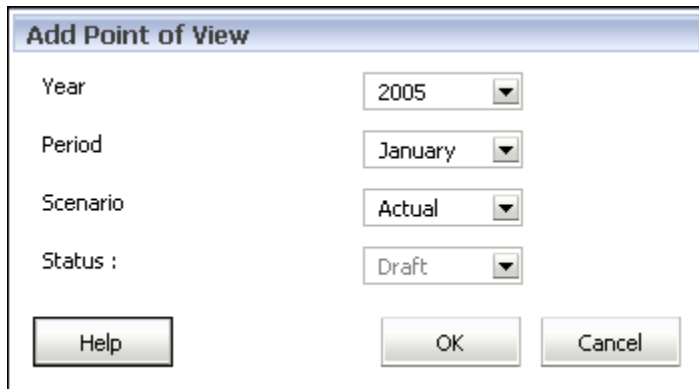 Add Point of View
Year 2005
Period January
Scenario Actual
Status : Draft
Help OK Cancel